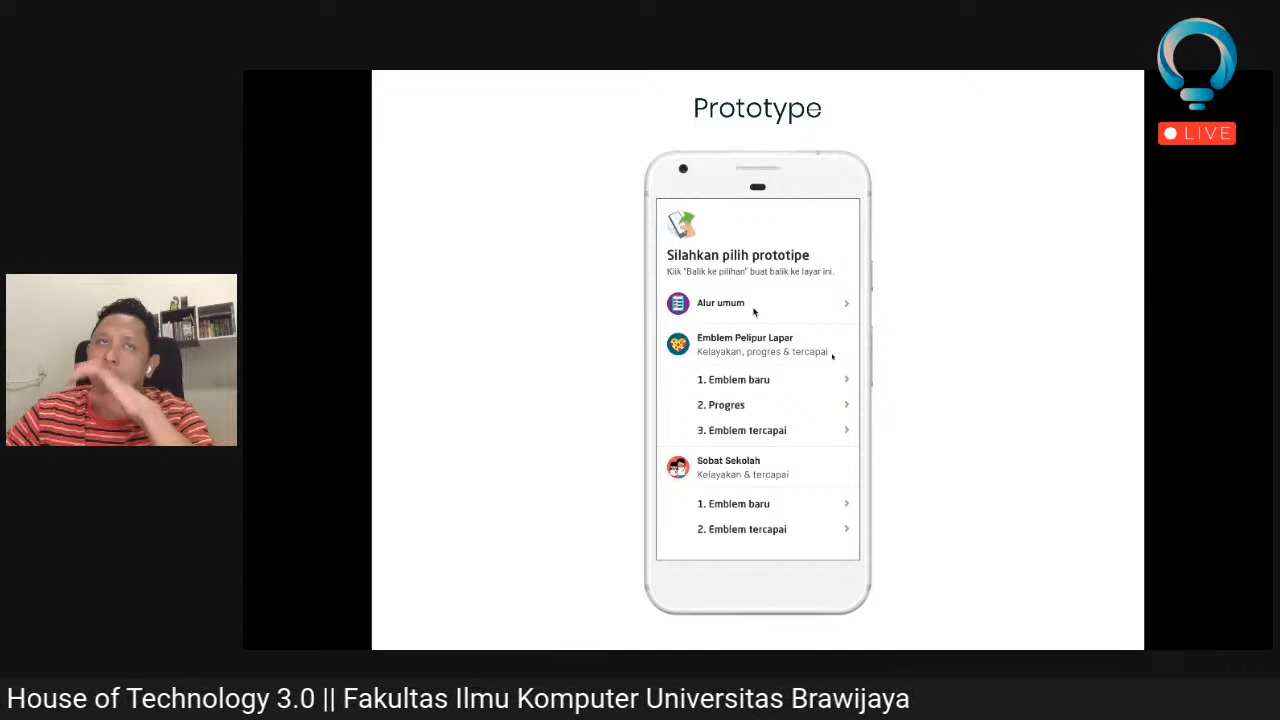 LIVE
Prototype
Silahkan pilih prototipe
Klik "Balik ke pilihan" buat balik ke layar ini.
Alur umum
Emblem Pelipur Lapar
Kelayakan, progres & tercapai
1. Emblem baru
2. Progres
3. Emblem tercapai
Sobat Sekolah
Kelayakan & tercapai
1. Emblem baru
2. Emblem tercapai
House of Technology 3.0 || Fakultas Ilmu Komputer Universitas Brawijaya